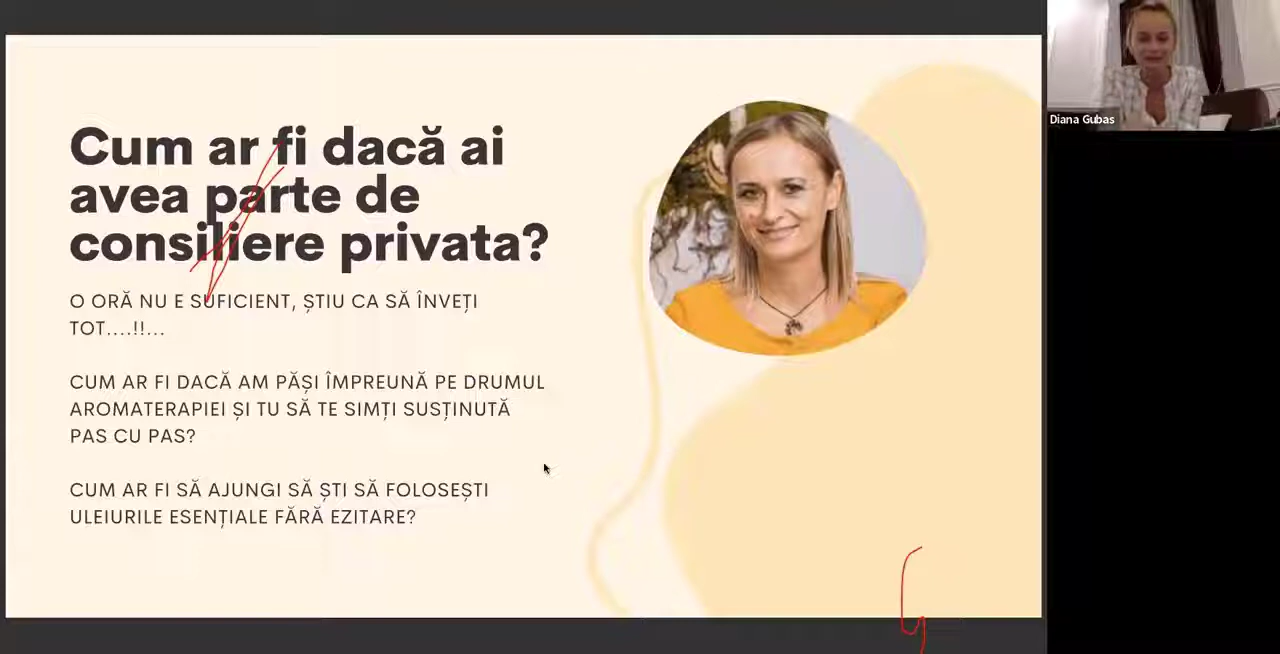 Cum ar fi dacă ai
avea parte de
consiliere privata?
O ORĂ NU E SUFICIENT, ȘTIU CA SĂ ÎNVEȚI
TOT....!!...
CUM AR FI DACĂ AM PĂȘI ÎMPREUNĂ PE DRUMUL
AROMATERAPIEI ȘI TU SĂ TE SIMȚI SUSȚINUTĂ
PAS CU PAS?
CUM AR FI SĂ AJUNGI SĂ ȘTI SĂ FOLOSEȘTI
ULEIURILE ESENȚIALE FĂRĂ EZITARE?
Diana Gubas